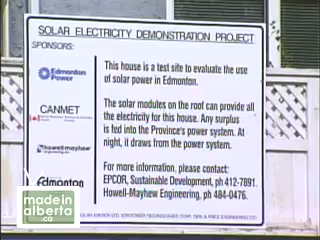 SOLAR ELECTRICITY DEMONSTRATION PROJECT
SPONSORS:
Edmonton
Power
CANMET
Howell-Mayhew
Edmonton
This house is a test site to evaluate the use
of solar power in Edmonton.
The solar modules on the roof can provide all
the electricity for this house. Any surplus
is fed into the Province's power system. At
night, it draws from the power system.
For more information, please contact:
EPCOR, Sustainable Development, ph 412-7891.
Howell-Mayhew Engineering, ph 484-0476.
madein
alberta
.ca